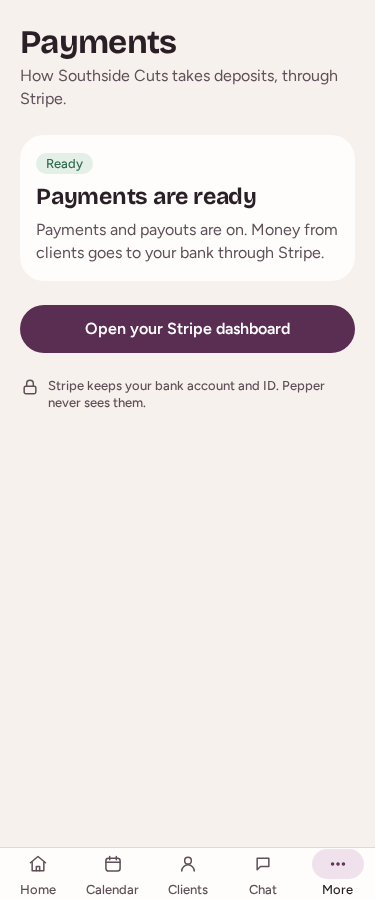 Payments
How Southside Cuts takes deposits, through
Stripe.
Ready
Payments are ready
Payments and payouts are on. Money from
clients goes to your bank through Stripe.
Open your Stripe dashboard
Stripe keeps your bank account and ID. Pepper
never sees them.
Home
Calendar
Clients
Chat
More